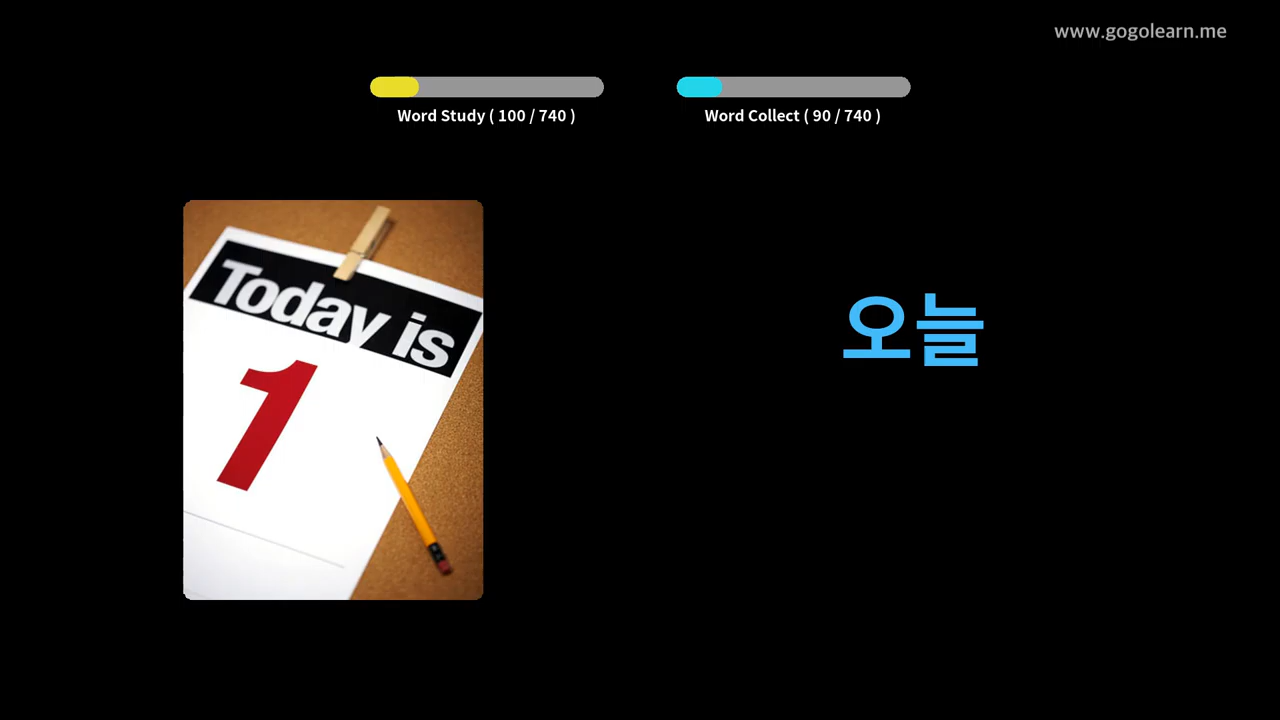 www.gogolearn.me
Word Study ( 100 / 740 )
Word Collect ( 90 / 740 )
Today is
1
오늘